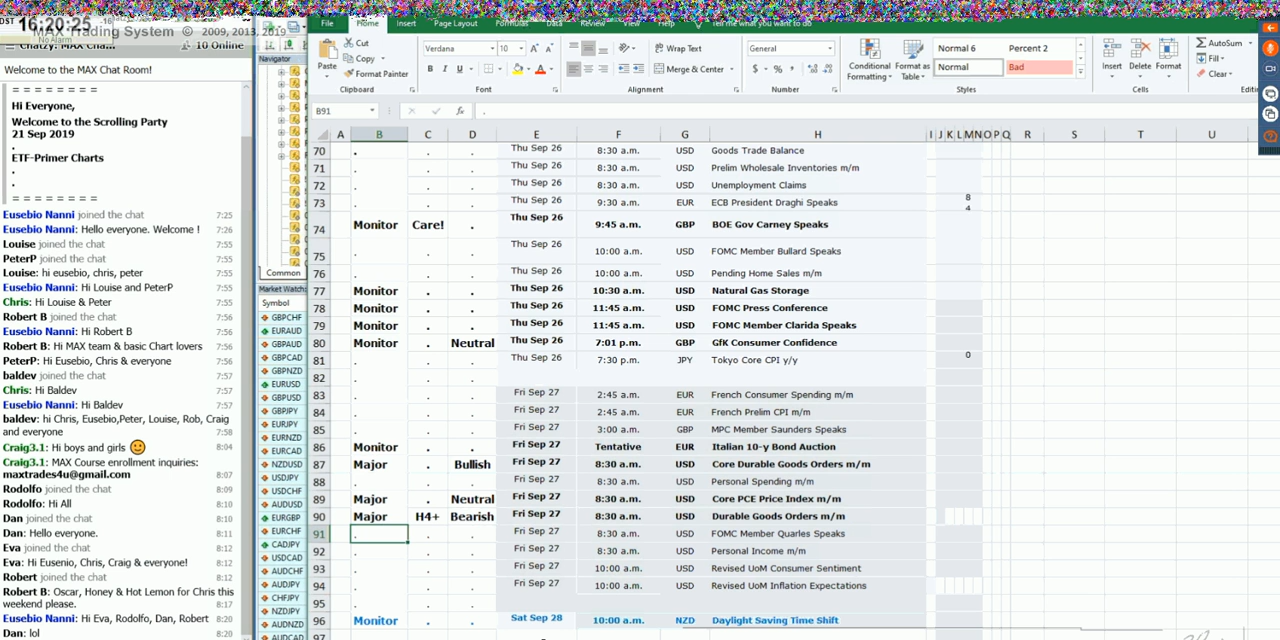 DST 16:20:25 -16
No Alarm
MAX Trading System © 2009, 2013, 2019
Chatzy: MAX Cha... 10 Online
Welcome to the MAX Chat Room!
= = = = = = = =
Hi Everyone,
Welcome to the Scrolling Party
21 Sep 2019
.
ETF-Primer Charts
.
.
= = = = = = = =
Eusebio Nanni joined the chat 7:25
Eusebio Nanni: Hello everyone. Welcome ! 7:26
Louise joined the chat 7:55
PeterP joined the chat 7:55
Louise: hi eusebio, chris, peter 7:55
Eusebio Nanni: Hi Louise and PeterP 7:55
Chris: Hi Louise & Peter 7:55
Robert B joined the chat 7:56
Eusebio Nanni: Hi Robert B 7:56
Robert B: Hi MAX team & basic Chart lovers 7:56
PeterP: Hi Eusebio, Chris & everyone 7:56
baldev joined the chat 7:57
Chris: Hi Baldev 7:57
Eusebio Nanni: Hi Baldev 7:57
baldev: hi Chris, Eusebio,Peter, Louise, Rob, Craig
and everyone 7:58
Craig3.1: Hi boys and girls 8:04
Craig3.1: MAX Course enrollment inquiries:
maxtrades4u@gmail.com 8:07
Rodolfo joined the chat 8:09
Rodolfo: Hi All 8:10
Dan joined the chat 8:10
Dan: Hello everyone. 8:11
Eva joined the chat 8:12
Eva: Hi Eusenio, Chris, Craig & everyone! 8:12
Robert joined the chat 8:12
Robert B: Oscar, Honey & Hot Lemon for Chris this
weekend please. 8:17
Eusebio Nanni: Hi Eva, Rodolfo, Dan, Robert 8:20
Dan: lol 8:20
Navigator
Common
Market Watch:
Symbol
GBPCHF
EURAUD
GBPAUD
GBPCAD
GBPNZD
EURUSD
GBPUSD
GBPJPY
EURJPY
EURNZD
EURCAD
NZDUSD
USDJPY
USDCHF
AUDUSD
EURGBP
EURCHF
CADJPY
USDCAD
AUDCHF
AUDJPY
CHFJPY
NZDJPY
AUDNZD
AUDCAD
File Home Insert Page Layout Formulas Data Review View Help Tell me what you want to do
Paste Cut Copy Format Painter
Clipboard
Verdana 10
B I U
Font
Wrap Text
Merge & Center
Alignment
General
$ % ,
Number
Conditional Formatting Format as Table
Normal 6 Percent 2
Normal Bad
Styles
Insert Delete Format
Cells
AutoSum
Fill
Clear
B91 fx .
A B C D E F G H I J K L M N O P Q R S T U
70 . . . Thu Sep 26 8:30 a.m. USD Goods Trade Balance
71 . . . Thu Sep 26 8:30 a.m. USD Prelim Wholesale Inventories m/m
72 . . . Thu Sep 26 8:30 a.m. USD Unemployment Claims
73 . . . Thu Sep 26 9:30 a.m. EUR ECB President Draghi Speaks 8 4
74 Monitor Care! . Thu Sep 26 9:45 a.m. GBP BOE Gov Carney Speaks
75 . . . Thu Sep 26 10:00 a.m. USD FOMC Member Bullard Speaks
76 . . . Thu Sep 26 10:00 a.m. USD Pending Home Sales m/m
77 Monitor . . Thu Sep 26 10:30 a.m. USD Natural Gas Storage
78 Monitor . . Thu Sep 26 11:45 a.m. USD FOMC Press Conference
79 Monitor . . Thu Sep 26 11:45 a.m. USD FOMC Member Clarida Speaks
80 Monitor . Neutral Thu Sep 26 7:01 p.m. GBP GfK Consumer Confidence
81 . . . Thu Sep 26 7:30 p.m. JPY Tokyo Core CPI y/y 0
82 . . .
83 . . . Fri Sep 27 2:45 a.m. EUR French Consumer Spending m/m
84 . . . Fri Sep 27 2:45 a.m. EUR French Prelim CPI m/m
85 . . . Fri Sep 27 3:00 a.m. GBP MPC Member Saunders Speaks
86 Monitor . . Fri Sep 27 Tentative EUR Italian 10-y Bond Auction
87 Major . Bullish Fri Sep 27 8:30 a.m. USD Core Durable Goods Orders m/m
88 . . . Fri Sep 27 8:30 a.m. USD Personal Spending m/m
89 Major . Neutral Fri Sep 27 8:30 a.m. USD Core PCE Price Index m/m
90 Major H4+ Bearish Fri Sep 27 8:30 a.m. USD Durable Goods Orders m/m
91 . . . Fri Sep 27 8:30 a.m. USD FOMC Member Quarles Speaks
92 . . . Fri Sep 27 8:30 a.m. USD Personal Income m/m
93 . . . Fri Sep 27 10:00 a.m. USD Revised UoM Consumer Sentiment
94 . . . Fri Sep 27 10:00 a.m. USD Revised UoM Inflation Expectations
95 . . .
96 Monitor . . Sat Sep 28 10:00 a.m. NZD Daylight Saving Time Shift
97